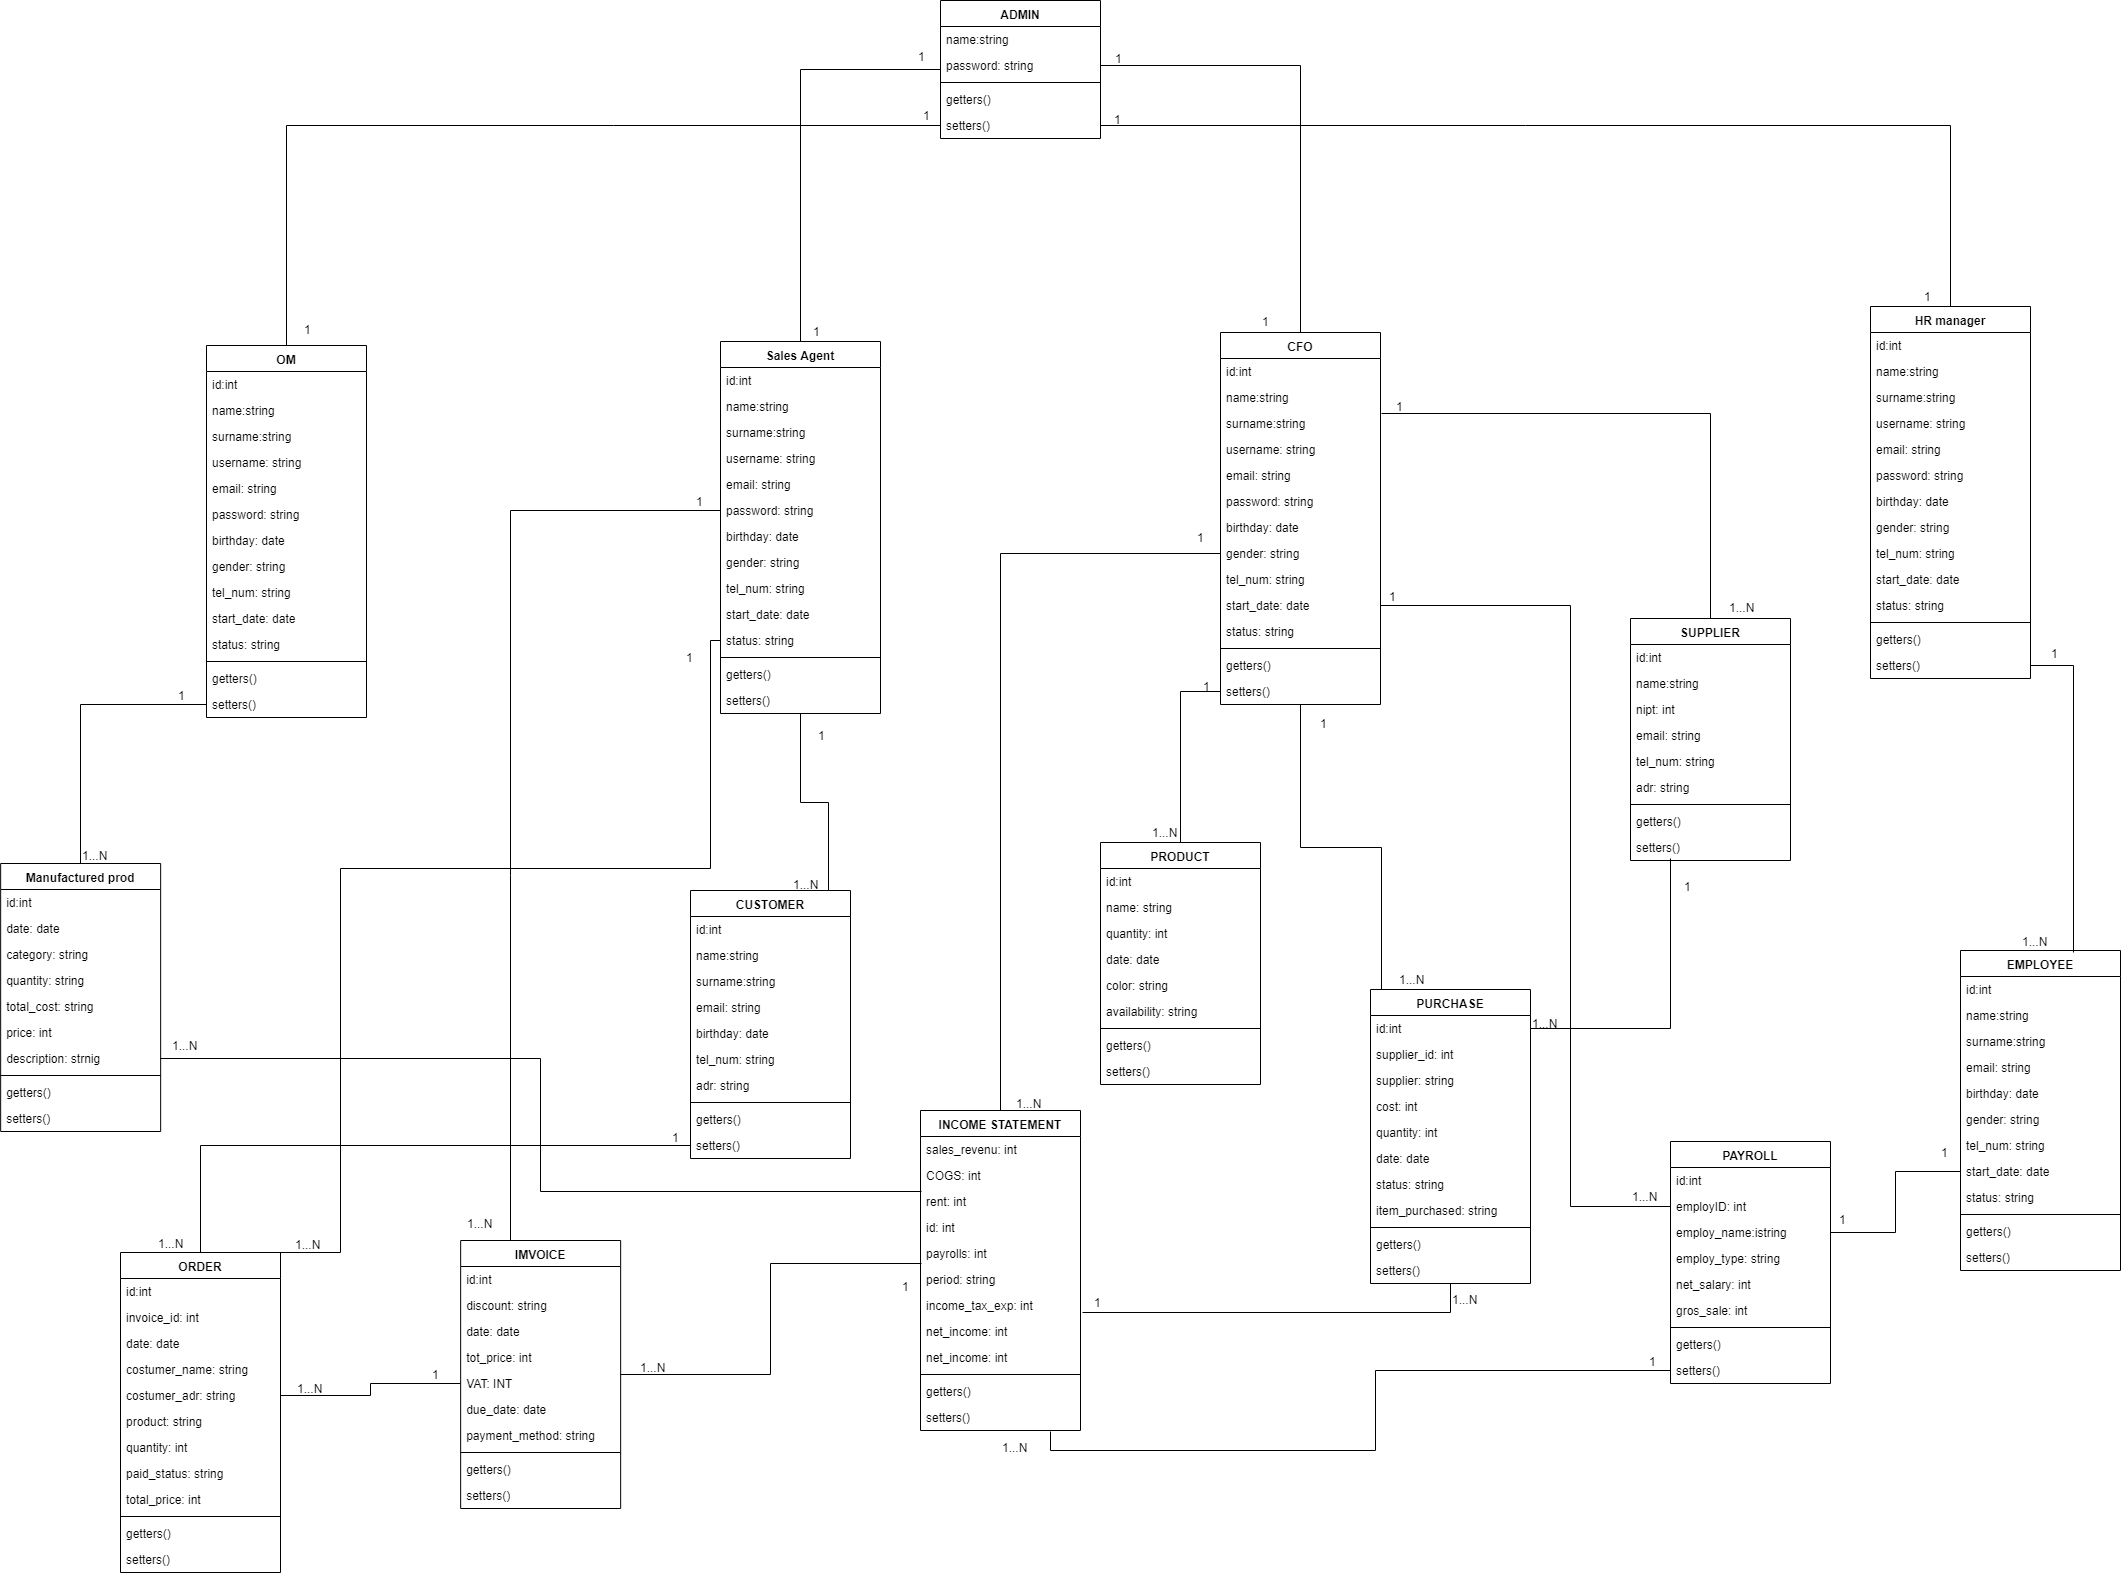 ADMIN
name:string
password: string
getters()
setters()
1
1
1
1
1
1
1
1
OM
id:int
name:string
surname:string
username: string
email: string
password: string
birthday: date
gender: string
tel_num: string
start_date: date
status: string
getters()
setters()
1
Sales Agent
id:int
name:string
surname:string
username: string
email: string
password: string
birthday: date
gender: string
tel_num: string
start_date: date
status: string
getters()
setters()
1
1
1
CFO
id:int
name:string
surname:string
username: string
email: string
password: string
birthday: date
gender: string
tel_num: string
start_date: date
status: string
getters()
setters()
1
1
1
1
1
HR manager
id:int
name:string
surname:string
username: string
email: string
password: string
birthday: date
gender: string
tel_num: string
start_date: date
status: string
getters()
setters()
1
1...N
SUPPLIER
id:int
name:string
nipt: int
email: string
tel_num: string
adr: string
getters()
setters()
1
1...N
Manufactured prod
id:int
date: date
category: string
quantity: string
total_cost: string
price: int
description: strnig
getters()
setters()
1...N
1...N
CUSTOMER
id:int
name:string
surname:string
email: string
birthday: date
tel_num: string
adr: string
getters()
setters()
1
1...N
PRODUCT
id:int
name: string
quantity: int
date: date
color: string
availability: string
getters()
setters()
1...N
PURCHASE
id:int
supplier_id: int
supplier: string
cost: int
quantity: int
date: date
status: string
item_purchased: string
getters()
setters()
1...N
1...N
1...N
EMPLOYEE
id:int
name:string
surname:string
email: string
birthday: date
gender: string
tel_num: string
start_date: date
status: string
getters()
setters()
1
1...N
INCOME STATEMENT
sales_revenu: int
COGS: int
rent: int
id: int
payrolls: int
period: string
income_tax_exp: int
net_income: int
net_income: int
getters()
setters()
1
1
1...N
1...N
PAYROLL
id:int
employID: int
employ_name:istring
employ_type: string
net_salary: int
gros_sale: int
getters()
setters()
1
1
1...N
1...N
ORDER
id:int
invoice_id: int
date: date
costumer_name: string
costumer_adr: string
product: string
quantity: int
paid_status: string
total_price: int
getters()
setters()
1...N
1...N
IMVOICE
id:int
discount: string
date: date
tot_price: int
VAT: INT
due_date: date
payment_method: string
getters()
setters()
1
1...N